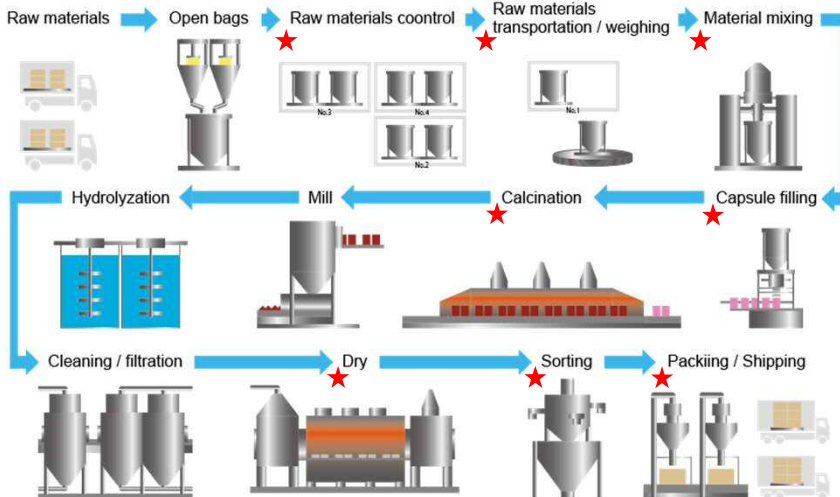 Raw materials
Open bags
Raw materials coontrol
Raw materials
transportation / weighing
Material mixing
No.3
No.4
No.2
No.1
Hydrolyzation
Mill
Calcination
Capsule filling
Cleaning / filtration
Dry
Sorting
Packiing / Shipping